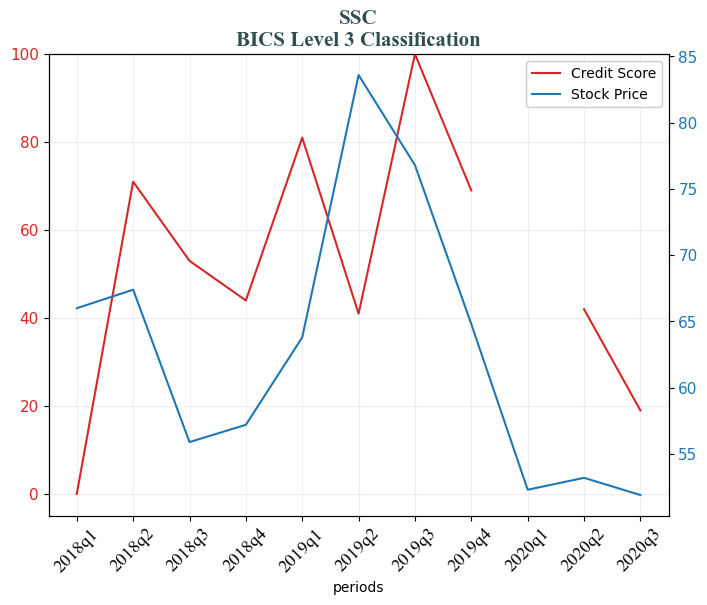 SSC
BICS Level 3 Classification
100
80
60
40
20
0
85
80
75
70
65
60
55
Credit Score
Stock Price
2018q1
2018q2
2018q3
2018q4
2019q1
2019q2
2019q3
2019q4
2020q1
2020q2
2020q3
periods